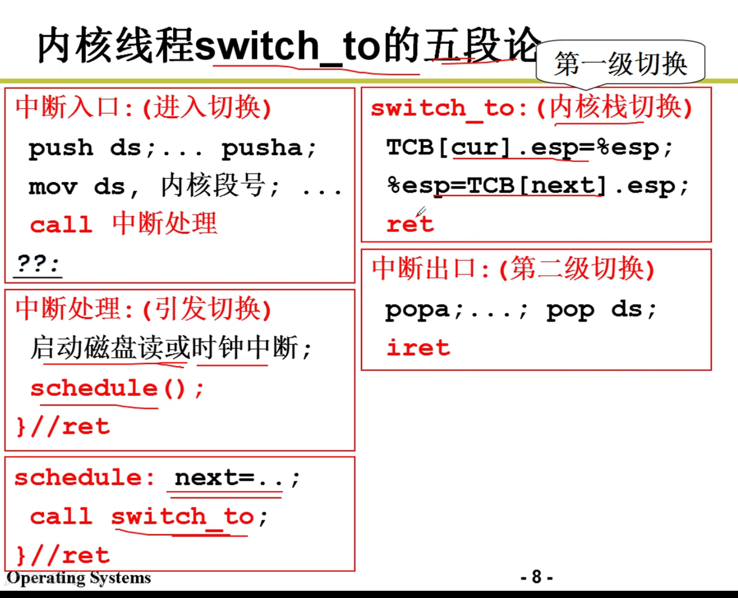 内核线程switch_to的五段论
第一级切换
中断入口:(进入切换)
push ds;... pusha;
mov ds, 内核段号; ...
call 中断处理
??:
中断处理:(引发切换)
启动磁盘读或时钟中断;
schedule();
}//ret
schedule: next=..;
call switch_to;
}//ret
switch_to:(内核栈切换)
TCB[cur].esp=%esp;
%esp=TCB[next].esp;
ret
中断出口:(第二级切换)
popa;...; pop ds;
iret
Operating Systems
- 8 -